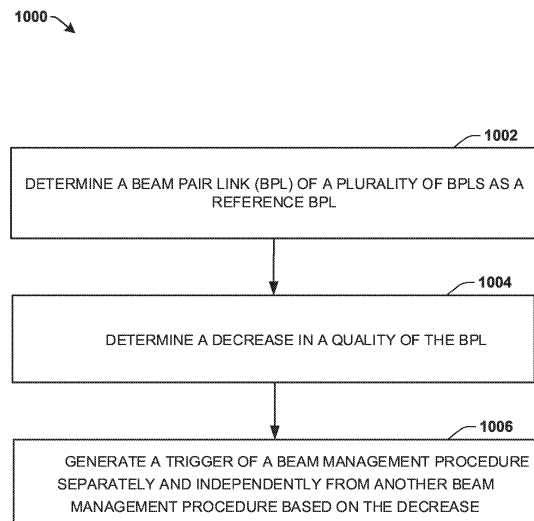 1000
1002
DETERMINE A BEAM PAIR LINK (BPL) OF A PLURALITY OF BPLS AS A
REFERENCE BPL
1004
DETERMINE A DECREASE IN A QUALITY OF THE BPL
1006
GENERATE A TRIGGER OF A BEAM MANAGEMENT PROCEDURE
SEPARATELY AND INDEPENDENTLY FROM ANOTHER BEAM
MANAGEMENT PROCEDURE BASED ON THE DECREASE